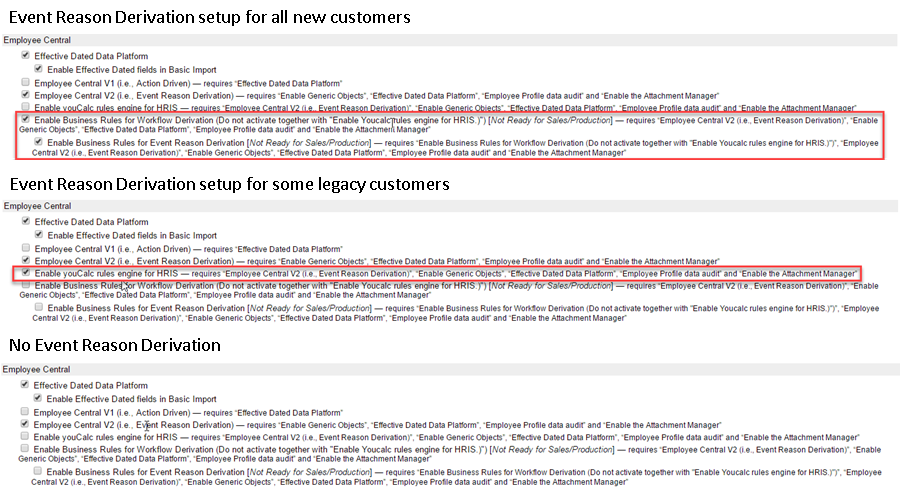 Event Reason Derivation setup for all new customers
Employee Central
Effective Dated Data Platform
Enable Effective Dated fields in Basic Import
Employee Central V1 (i.e., Action Driven) — requires "Effective Dated Data Platform"
Employee Central V2 (i.e., Event Reason Derivation) — requires "Enable Generic Objects", "Effective Dated Data Platform", "Employee Profile data audit" and "Enable the Attachment Manager"
Enable youCalc rules engine for HRIS — requires "Employee Central V2 (i.e., Event Reason Derivation)", "Enable Generic Objects", "Effective Dated Data Platform", "Employee Profile data audit" and "Enable the Attachment Manager"
Enable Business Rules for Workflow Derivation (Do not activate together with "Enable Youcalc rules engine for HRIS.)") [Not Ready for Sales/Production] — requires "Employee Central V2 (i.e., Event Reason Derivation)", "Enable
Generic Objects", "Effective Dated Data Platform", "Employee Profile data audit" and "Enable the Attachment Manager"
Enable Business Rules for Event Reason Derivation [Not Ready for Sales/Production] — requires "Enable Business Rules for Workflow Derivation (Do not activate together with "Enable Youcalc rules engine for HRIS.)")", "Employee
Central V2 (i.e., Event Reason Derivation)", "Enable Generic Objects", "Effective Dated Data Platform", "Employee Profile data audit" and "Enable the Attachment Manager"
Event Reason Derivation setup for some legacy customers
Employee Central
Effective Dated Data Platform
Enable Effective Dated fields in Basic Import
Employee Central V1 (i.e., Action Driven) — requires "Effective Dated Data Platform"
Employee Central V2 (i.e., Event Reason Derivation) — requires "Enable Generic Objects", "Effective Dated Data Platform", "Employee Profile data audit" and "Enable the Attachment Manager"
Enable youCalc rules engine for HRIS — requires "Employee Central V2 (i.e., Event Reason Derivation)", "Enable Generic Objects", "Effective Dated Data Platform", "Employee Profile data audit" and "Enable the Attachment Manager"
Enable Business Rules for Workflow Derivation (Do not activate together with "Enable Youcalc rules engine for HRIS.)") [Not Ready for Sales/Production] — requires "Employee Central V2 (i.e., Event Reason Derivation)", "Enable
Generic Objects", "Effective Dated Data Platform", "Employee Profile data audit" and "Enable the Attachment Manager"
Enable Business Rules for Event Reason Derivation [Not Ready for Sales/Production] — requires "Enable Business Rules for Workflow Derivation (Do not activate together with "Enable Youcalc rules engine for HRIS.)")", "Employee
Central V2 (i.e., Event Reason Derivation)", "Enable Generic Objects", "Effective Dated Data Platform", "Employee Profile data audit" and "Enable the Attachment Manager"
No Event Reason Derivation
Employee Central
Effective Dated Data Platform
Enable Effective Dated fields in Basic Import
Employee Central V1 (i.e., Action Driven) — requires "Effective Dated Data Platform"
Employee Central V2 (i.e., Event Reason Derivation) — requires "Enable Generic Objects", "Effective Dated Data Platform", "Employee Profile data audit" and "Enable the Attachment Manager"
Enable youCalc rules engine for HRIS — requires "Employee Central V2 (i.e., Event Reason Derivation)", "Enable Generic Objects", "Effective Dated Data Platform", "Employee Profile data audit" and "Enable the Attachment Manager"
Enable Business Rules for Workflow Derivation (Do not activate together with "Enable Youcalc rules engine for HRIS.)") [Not Ready for Sales/Production] — requires "Employee Central V2 (i.e., Event Reason Derivation)", "Enable
Generic Objects", "Effective Dated Data Platform", "Employee Profile data audit" and "Enable the Attachment Manager"
Enable Business Rules for Event Reason Derivation [Not Ready for Sales/Production] — requires "Enable Business Rules for Workflow Derivation (Do not activate together with "Enable Youcalc rules engine for HRIS.)")", "Employee
Central V2 (i.e., Event Reason Derivation)", "Enable Generic Objects", "Effective Dated Data Platform", "Employee Profile data audit" and "Enable the Attachment Manager"